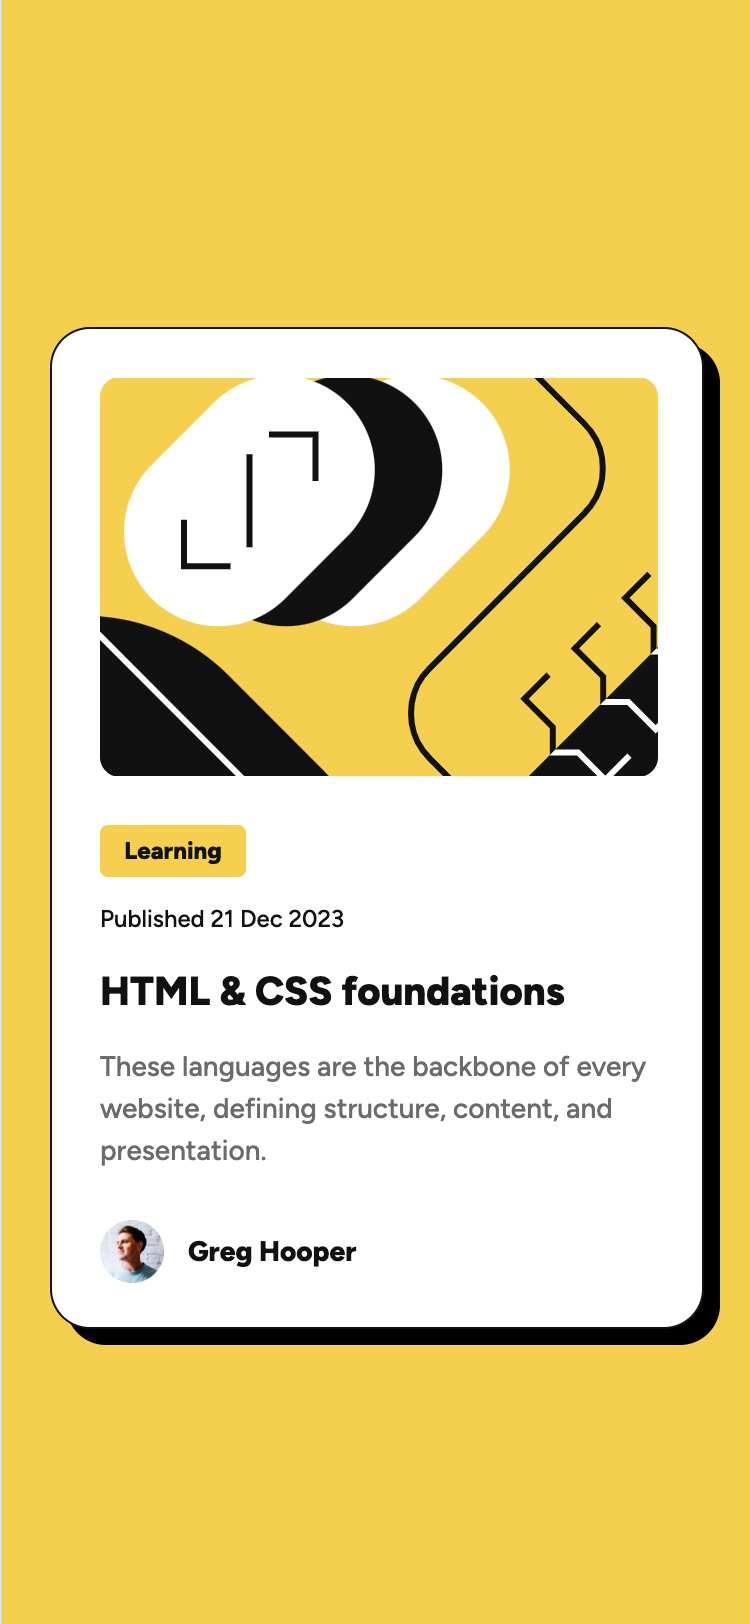 Learning
Published 21 Dec 2023
HTML & CSS foundations
These languages are the backbone of every
website, defining structure, content, and
presentation.
Greg Hooper